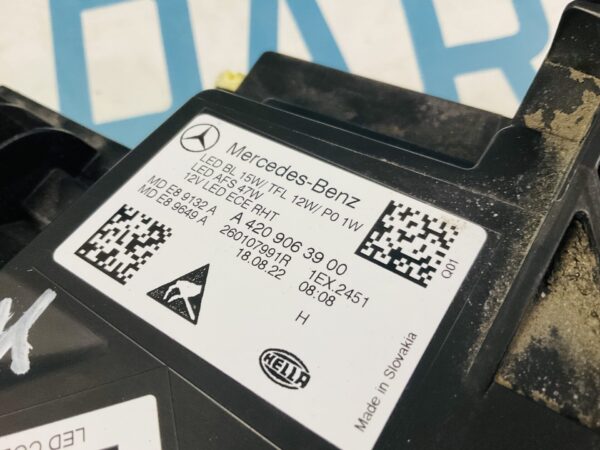 Mercedes-Benz
LED BL 15W/ TFL 12W/ P0 1W
LED AFS 47W
12V LED ECE RHT
MD E8 9132 A
MD E8 9649 A
A 420 906 39 00
260107991R 1EX.2451
18.08.22 08:08
H
Q01
HELLA
Made in Slovakia